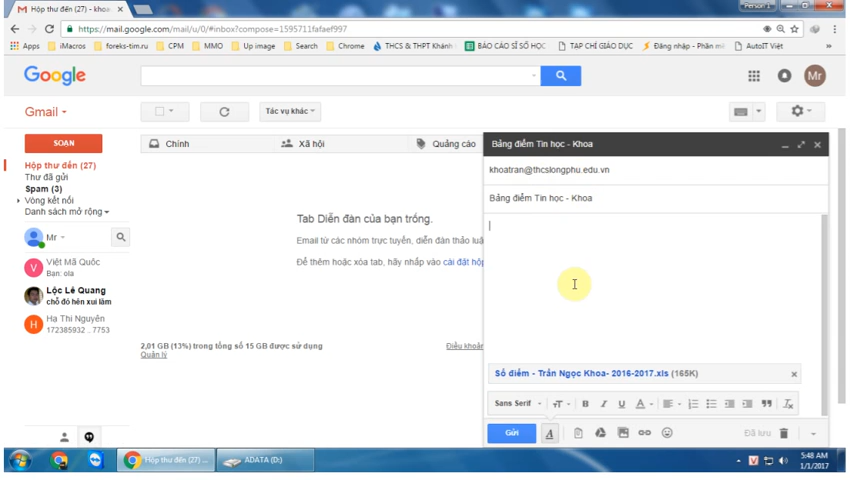 Hộp thư đến (27) - khoa
Person 1
https://mail.google.com/mail/u/0/#inbox?compose=1595711fafaef997
Apps
iMacros
foreks-tim.ru
CPM
MMO
Up image
Search
Chrome
THCS & THPT Khánh
BÁO CÁO SĨ SỐ HỌC
TẠP CHÍ GIÁO DỤC
Đăng nhập - Phần mề
AutoIT Việt
»
Google
Mr
Gmail
Tác vụ khác
SOẠN
Chính
Xã hội
Quảng cáo
Bảng điểm Tin học - Khoa
Hộp thư đến (27)
Thư đã gửi
Spam (3)
Vòng kết nối
Danh sách mở rộng
khoatran@thcslongphu.edu.vn
Bảng điểm Tin học - Khoa
Tab Diễn đàn của bạn trống.
Email từ các nhóm trực tuyến, diễn đàn thảo luậ
Để thêm hoặc xóa tab, hãy nhấp vào cài đặt hộp
Mr
V
Việt Mã Quốc
Bạn: ola
Lộc Lê Quang
chỗ đó hên xui lắm
H
Hạ Thi Nguyên
172385932 .. 7753
2,01 GB (13%) trong tổng số 15 GB được sử dụng
Quản lý
Điều khoản
Sổ điểm - Trần Ngọc Khoa- 2016-2017.xls (165K)
Sans Serif
B I U A
Gửi
A
Đã lưu
Hộp thư đến (27) ...
ADATA (D:)
V
5:48 AM
1/1/2017